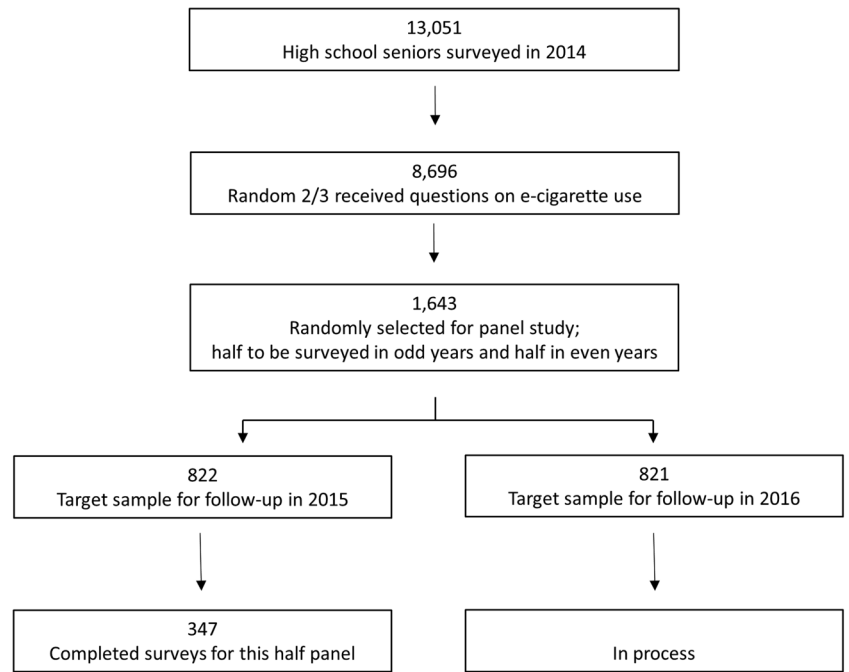 13,051
High school seniors surveyed in 2014
8,696
Random 2/3 received questions on e-cigarette use
1,643
Randomly selected for panel study;
half to be surveyed in odd years and half in even years
822
Target sample for follow-up in 2015
821
Target sample for follow-up in 2016
347
Completed surveys for this half panel
In process